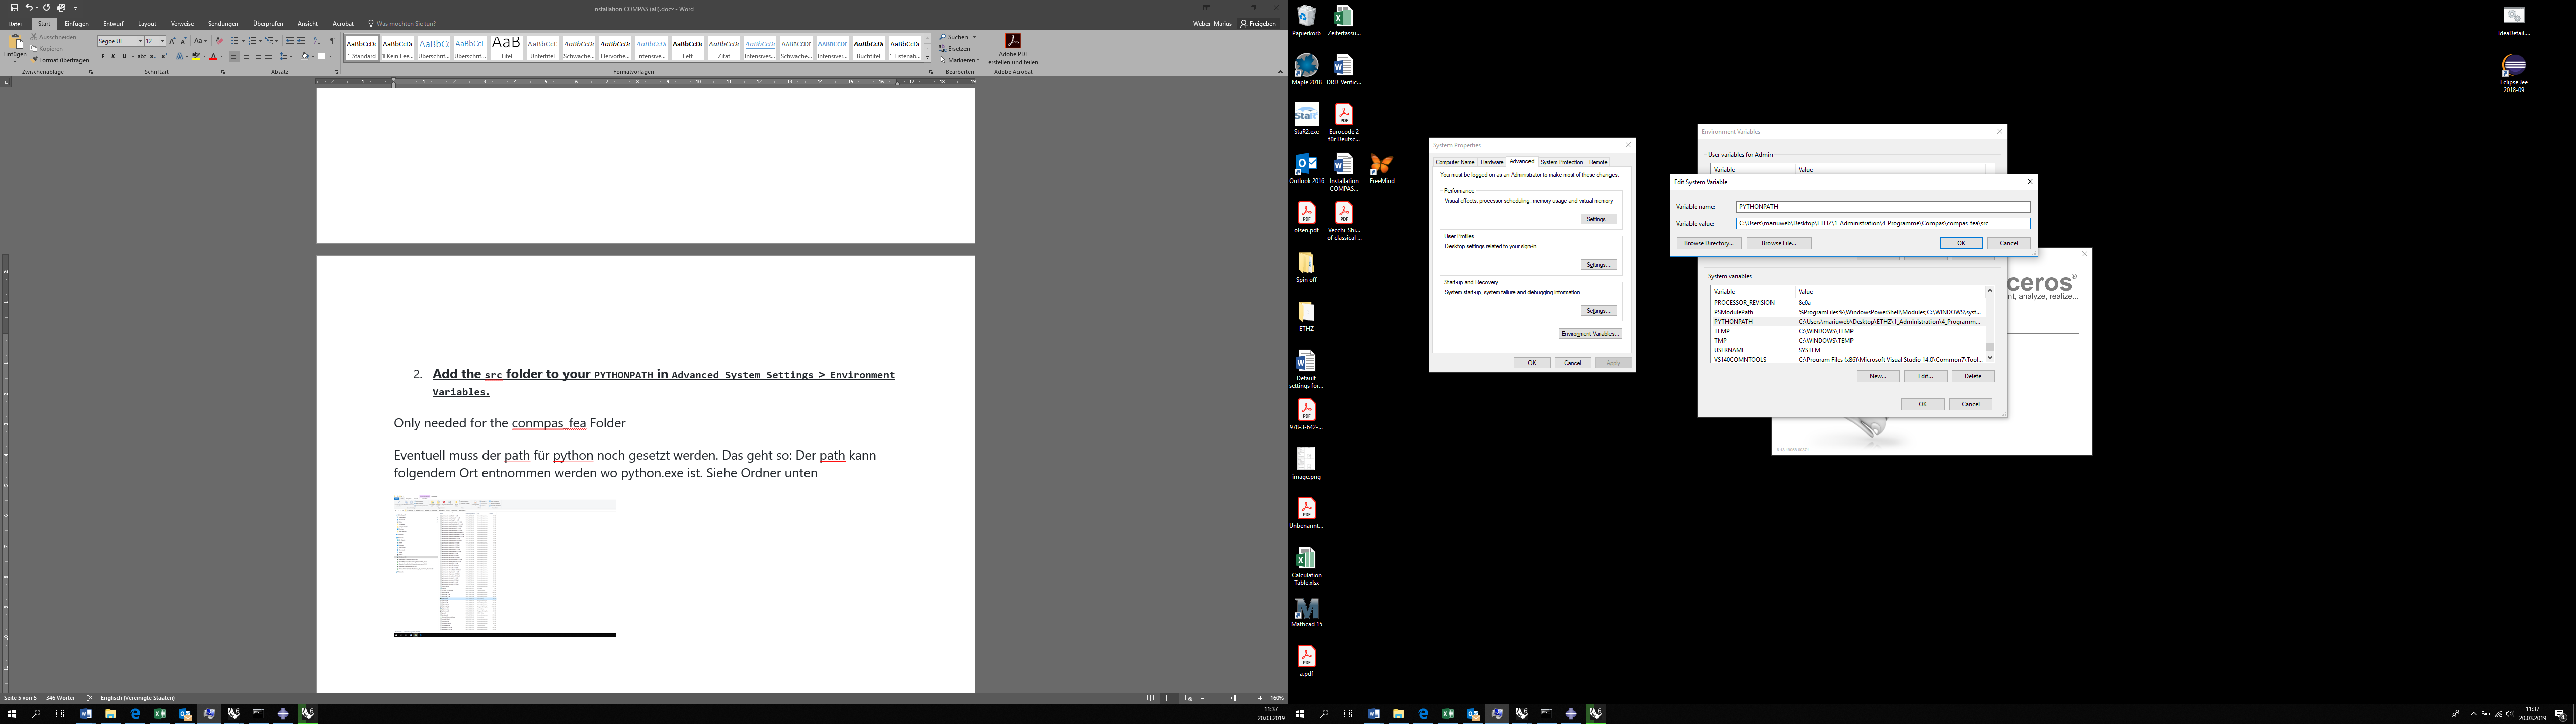 Installation COMPAS (all).docx - Word
Datei Start Einfügen Entwurf Layout Verweise Sendungen Überprüfen Ansicht Acrobat Was möchten Sie tun? Weber Marius Freigeben
Einfügen
Ausschneiden
Kopieren
Format übertragen
Zwischenablage
Segoe UI 12
Schriftart
Absatz
AaBbCcDc AaBbCcDc AaBbCcDc AaBbCcDc AaB AaBbCcC AaBbCcDc AaBbCcDc AaBbCcDc AaBbCcDc AaBbCcDc AaBbCcDc AaBbCcDc AaBbCcDc AaBbCcDc AaBbCcDc
¶ Standard ¶ Kein Lee... Überschrif... Überschrif... Titel Untertitel Schwache... Hervorhe... Intensive... Fett Zitat Intensives... Schwache... Intensiver... Buchtitel ¶ Listenab...
Formatvorlagen
Suchen
Ersetzen
Markieren
Bearbeiten
Adobe PDF
erstellen und teilen
Adobe Acrobat
2. Add the src folder to your PYTHONPATH in Advanced System Settings > Environment
Variables.
Only needed for the conmpas_fea Folder
Eventuell muss der path für python noch gesetzt werden. Das geht so: Der path kann
folgendem Ort entnommen werden wo python.exe ist. Siehe Ordner unten
Seite 5 von 5 346 Wörter Englisch (Vereinigte Staaten) 160%
11:37
20.03.2019
Papierkorb
Zeiterfassu...
Maple 2018
DRD_Verific...
StaR2.exe
Eurocode 2
für Deutsc...
Outlook 2016
Installation
COMPAS...
FreeMind
olsen.pdf
Vecchi_Shi...
of classical ...
Spin off
ETHZ
Default
settings for...
978-3-642-...
image.png
Unbenannt...
Calculation
Table.xlsx
Mathcad 15
a.pdf
IdeaDetail....
Eclipse Jee
2018-09
System Properties
Computer Name Hardware Advanced System Protection Remote
You must be logged on as an Administrator to make most of these changes.
Performance
Visual effects, processor scheduling, memory usage and virtual memory
Settings...
User Profiles
Desktop settings related to your sign-in
Settings...
Start-up and Recovery
System start-up, system failure and debugging information
Settings...
Environment Variables...
OK Cancel Apply
Environment Variables
User variables for Admin
Variable Value
Edit System Variable
Variable name: PYTHONPATH
Variable value: C:\Users\mariuweb\Desktop\ETHZ\1_Administration\4_Programme\Compas\compas_fea\src
Browse Directory... Browse File... OK Cancel
System variables
Variable Value
PROCESSOR_REVISION 8e0a
PSModulePath %ProgramFiles%\WindowsPowerShell\Modules;C:\WINDOWS\syst...
PYTHONPATH C:\Users\mariuweb\Desktop\ETHZ\1_Administration\4_Programm...
TEMP C:\WINDOWS\TEMP
TMP C:\WINDOWS\TEMP
USERNAME SYSTEM
VS140COMNTOOLS C:\Program Files (x86)\Microsoft Visual Studio 14.0\Common7\Tool...
New... Edit... Delete
OK Cancel
ceros®
nt, analyze, realize...
11:37
20.03.2019